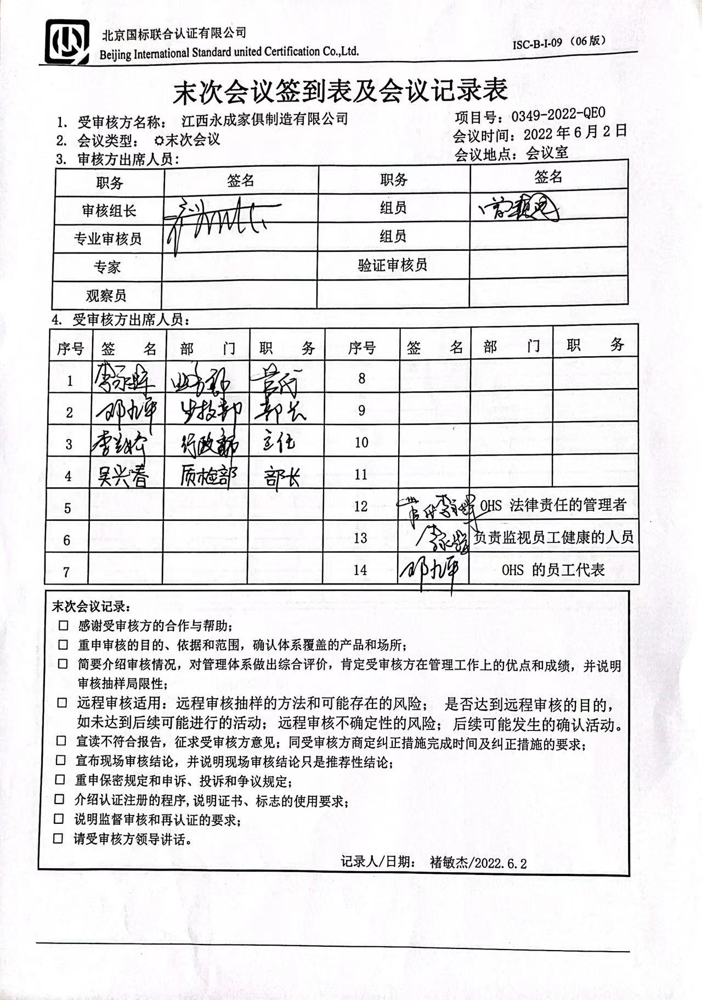 北京国标联合认证有限公司
Beijing International Standard united Certification Co.,Ltd.
ISC-B-I-09（06版）
末次会议签到表及会议记录表
1. 受审核方名称： 江西永成家俱制造有限公司 项目号：0349-2022-QEO
2. 会议类型： 末次会议 会议时间：2022年6月2日
3. 审核方出席人员： 会议地点：会议室
职务 签名 职务 签名
审核组长 组员
专业审核员 组员
专家 验证审核员
观察员
4. 受审核方出席人员：
序号 签 名 部 门 职 务 序号 签 名 部 门 职 务
1 8
2 邓九平 生技部 部长 9
3 行政部 主任 10
4 吴兴春 质检部 部长 11
5 12 OHS 法律责任的管理者
6 13 负责监视员工健康的人员
7 14 邓九平 OHS 的员工代表
末次会议记录：
□ 感谢受审核方的合作与帮助；
□ 重申审核的目的、依据和范围，确认体系覆盖的产品和场所；
□ 简要介绍审核情况，对管理体系做出综合评价，肯定受审核方在管理工作上的优点和成绩，并说明
审核抽样局限性；
□ 远程审核适用：远程审核抽样的方法和可能存在的风险； 是否达到远程审核的目的，
如未达到后续可能进行的活动；远程审核不确定性的风险；后续可能发生的确认活动。
□ 宣读不符合报告，征求受审核方意见；同受审核方商定纠正措施完成时间及纠正措施的要求；
□ 宣布现场审核结论，并说明现场审核结论只是推荐性结论；
□ 重申保密规定和申诉、投诉和争议规定；
□ 介绍认证注册的程序,说明证书、标志的使用要求；
□ 说明监督审核和再认证的要求；
□ 请受审核方领导讲话。
记录人/日期： 褚敏杰/2022.6.2